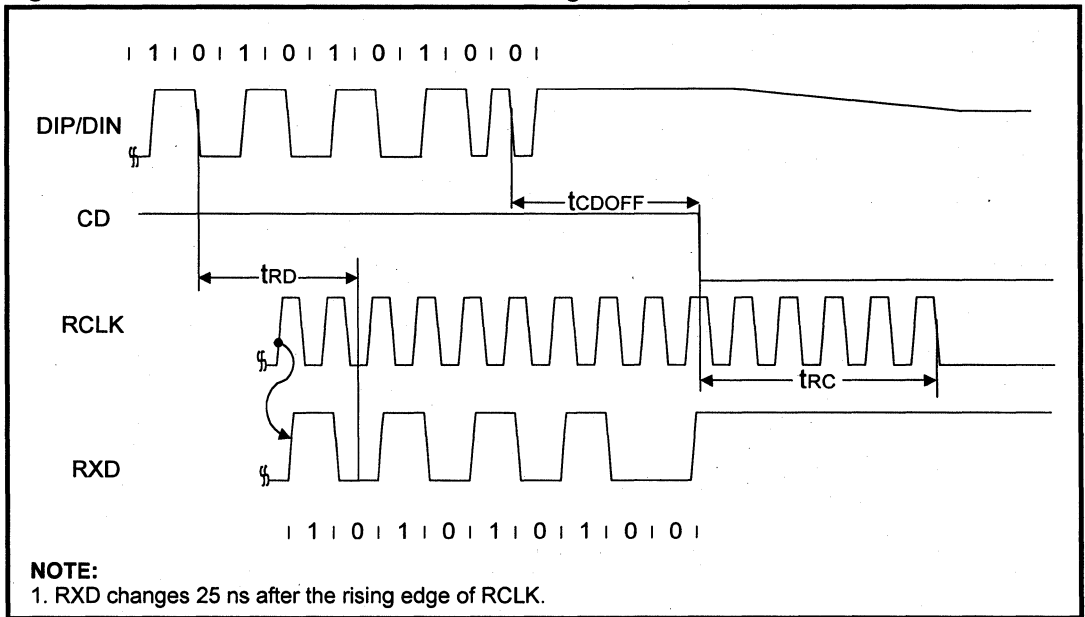 1 0 1 0 1 0 1 0 0
DIP/DIN
tCDOFF
CD
tRD
RCLK
tRC
RXD
1 0 1 0 1 0 1 0 0
NOTE:
1. RXD changes 25 ns after the rising edge of RCLK.